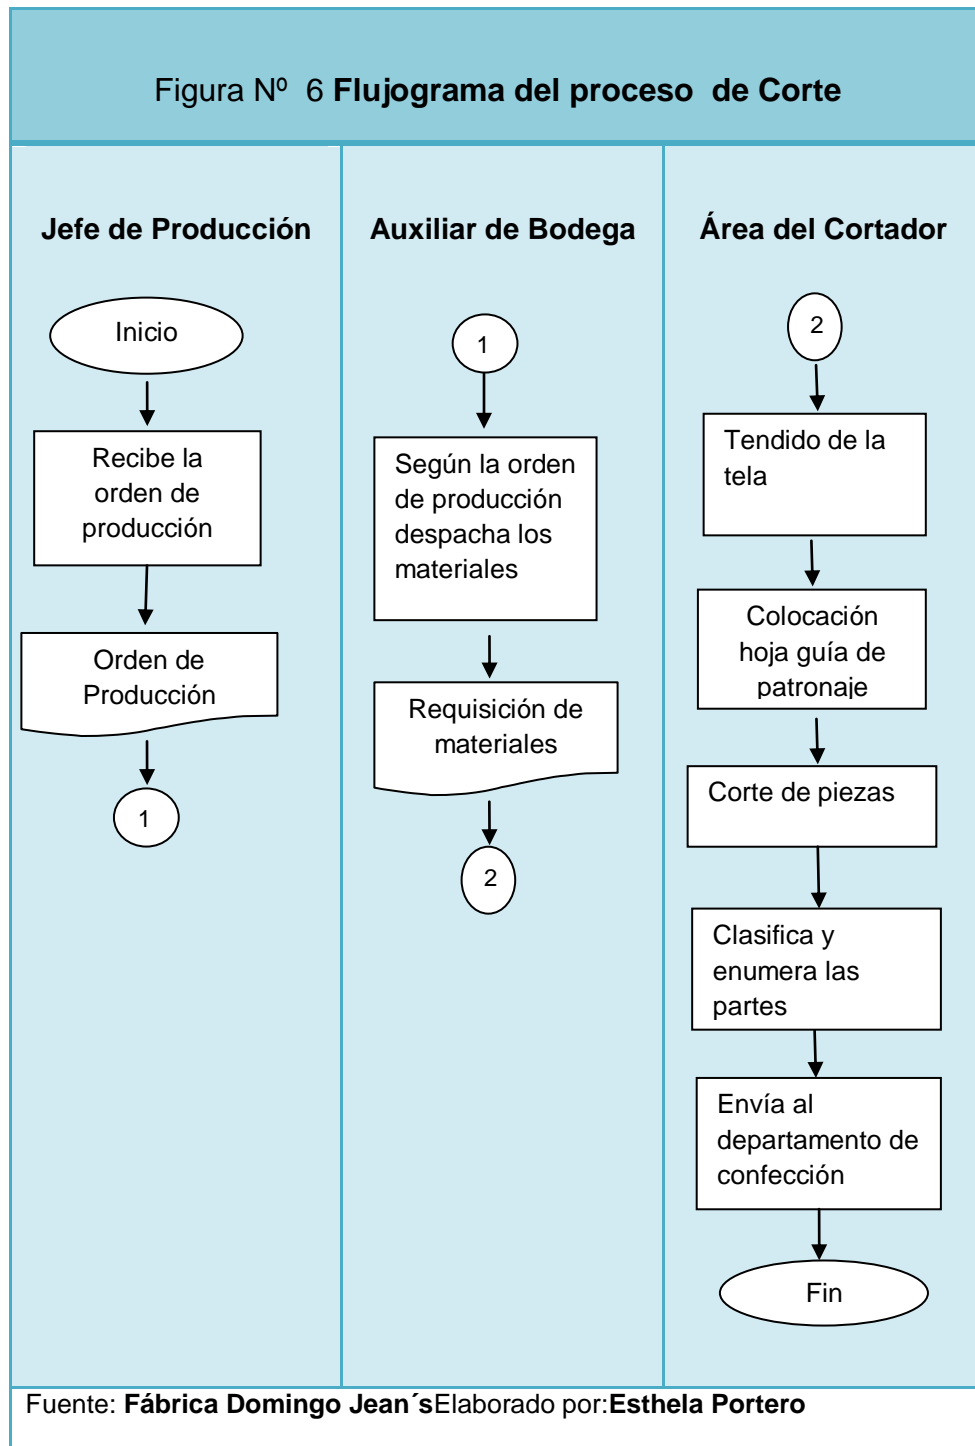 Figura Nº 6 Flujograma del proceso de Corte
Jefe de Producción
Inicio
Recibe la
orden de
producción
Orden de
Producción
1
Auxiliar de Bodega
1
Según la orden
de producción
despacha los
materiales
Requisición de
materiales
2
Área del Cortador
2
Tendido de la
tela
Colocación
hoja guía de
patronaje
Corte de piezas
Clasifica y
enumera las
partes
Envía al
departamento de
confección
Fin
Fuente: Fábrica Domingo Jean´sElaborado por:Esthela Portero